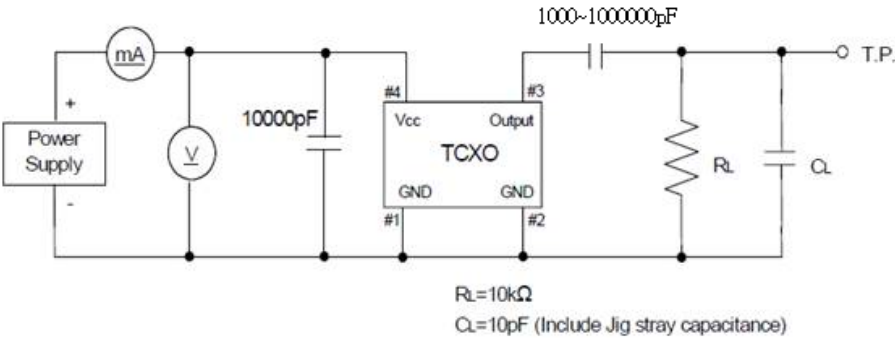 1000~1000000pF
mA
T.P.
+
#4
#3
10000pF
Vcc
Output
Power
Supply
V
TCXO
RL
CL
-
GND
GND
#1
#2
RL=10kΩ
CL=10pF (Include Jig stray capacitance)